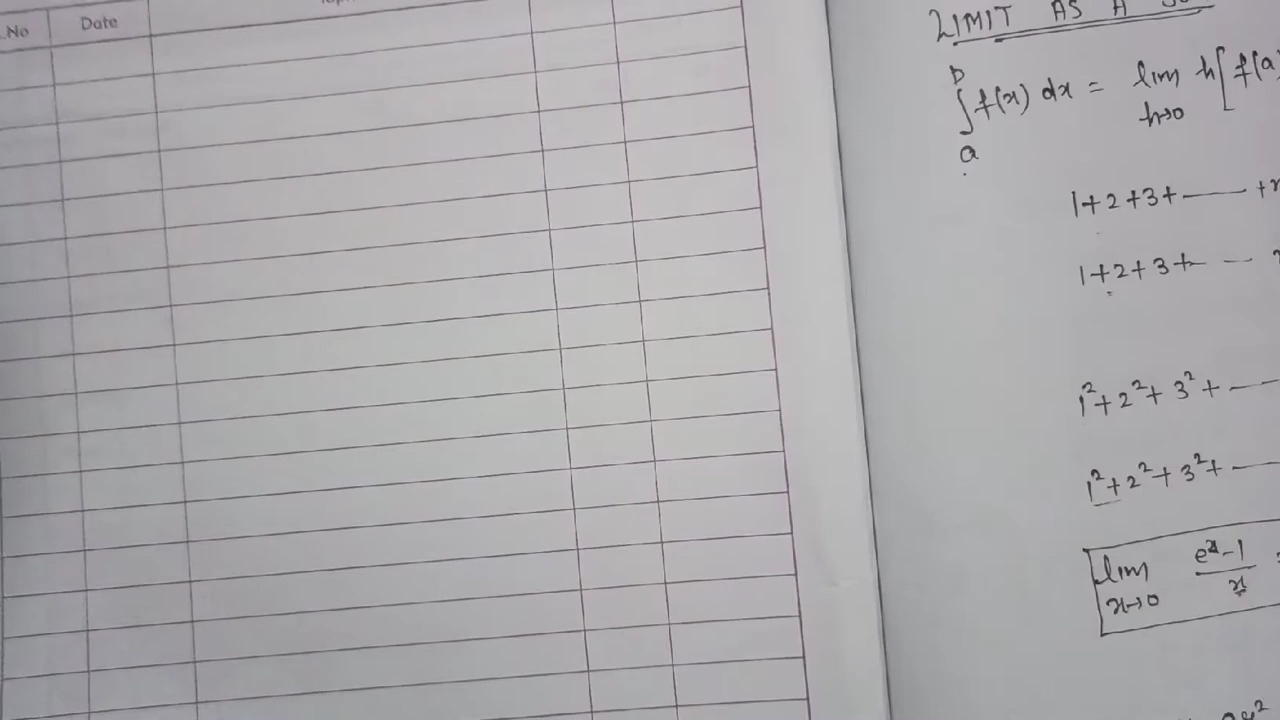 .No Date
LIMIT AS A
∫ₐᵇ f(x) dx = lim h→0 h[f(a)
1+2+3+ —— +n
1+2+3+ — —
1²+2²+3²+ ——
1²+2²+3²+ ——
lim x→0 (eˣ-1)/x =